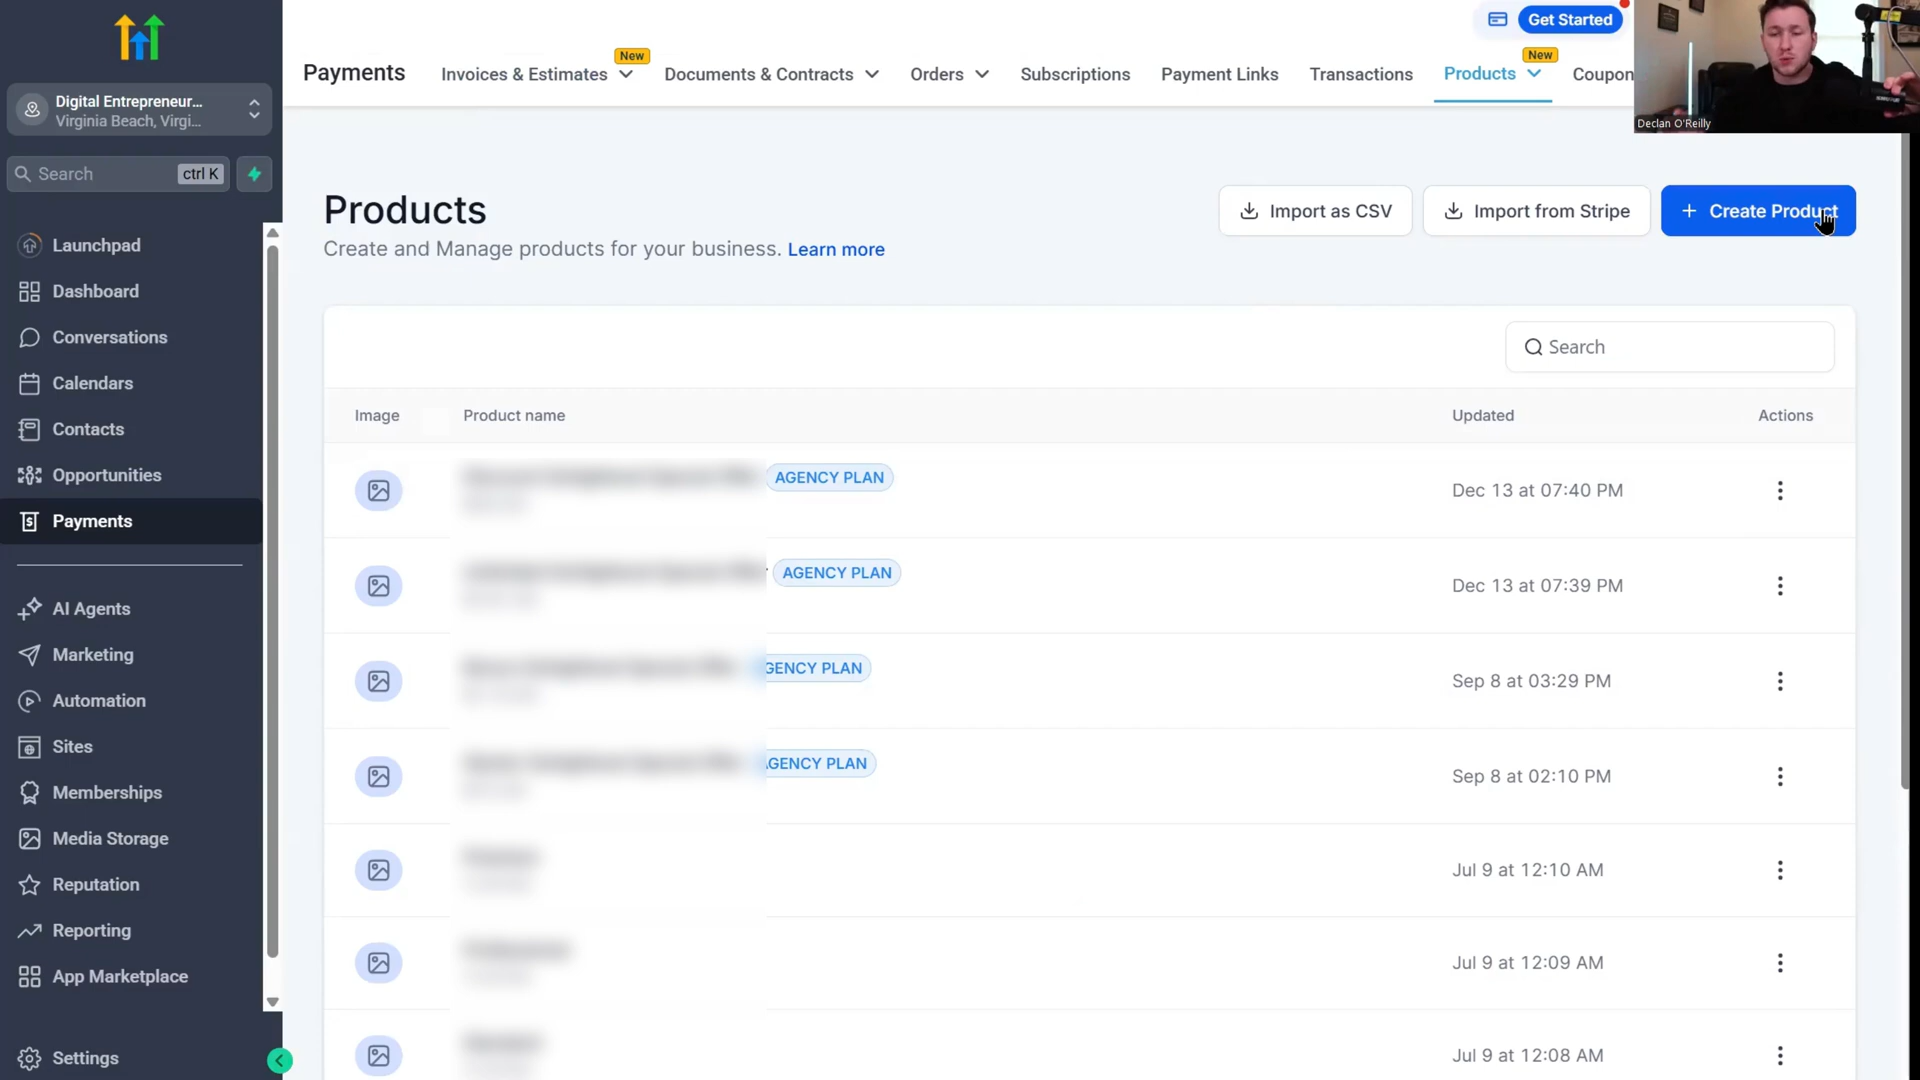 Digital Entrepreneur...
Virginia Beach, Virgi...
Search
ctrl K
Launchpad
Dashboard
Conversations
Calendars
Contacts
Opportunities
Payments
AI Agents
Marketing
Automation
Sites
Memberships
Media Storage
Reputation
Reporting
App Marketplace
Settings
Get Started
Payments
Invoices & Estimates
New
Documents & Contracts
Orders
Subscriptions
Payment Links
Transactions
Products
New
Coupon
Declan O'Reilly
Products
Create and Manage products for your business. Learn more
Import as CSV
Import from Stripe
+ Create Product
Search
Image
Product name
Updated
Actions
AGENCY PLAN
Dec 13 at 07:40 PM
AGENCY PLAN
Dec 13 at 07:39 PM
GENCY PLAN
Sep 8 at 03:29 PM
GENCY PLAN
Sep 8 at 02:10 PM
Jul 9 at 12:10 AM
Jul 9 at 12:09 AM
Jul 9 at 12:08 AM